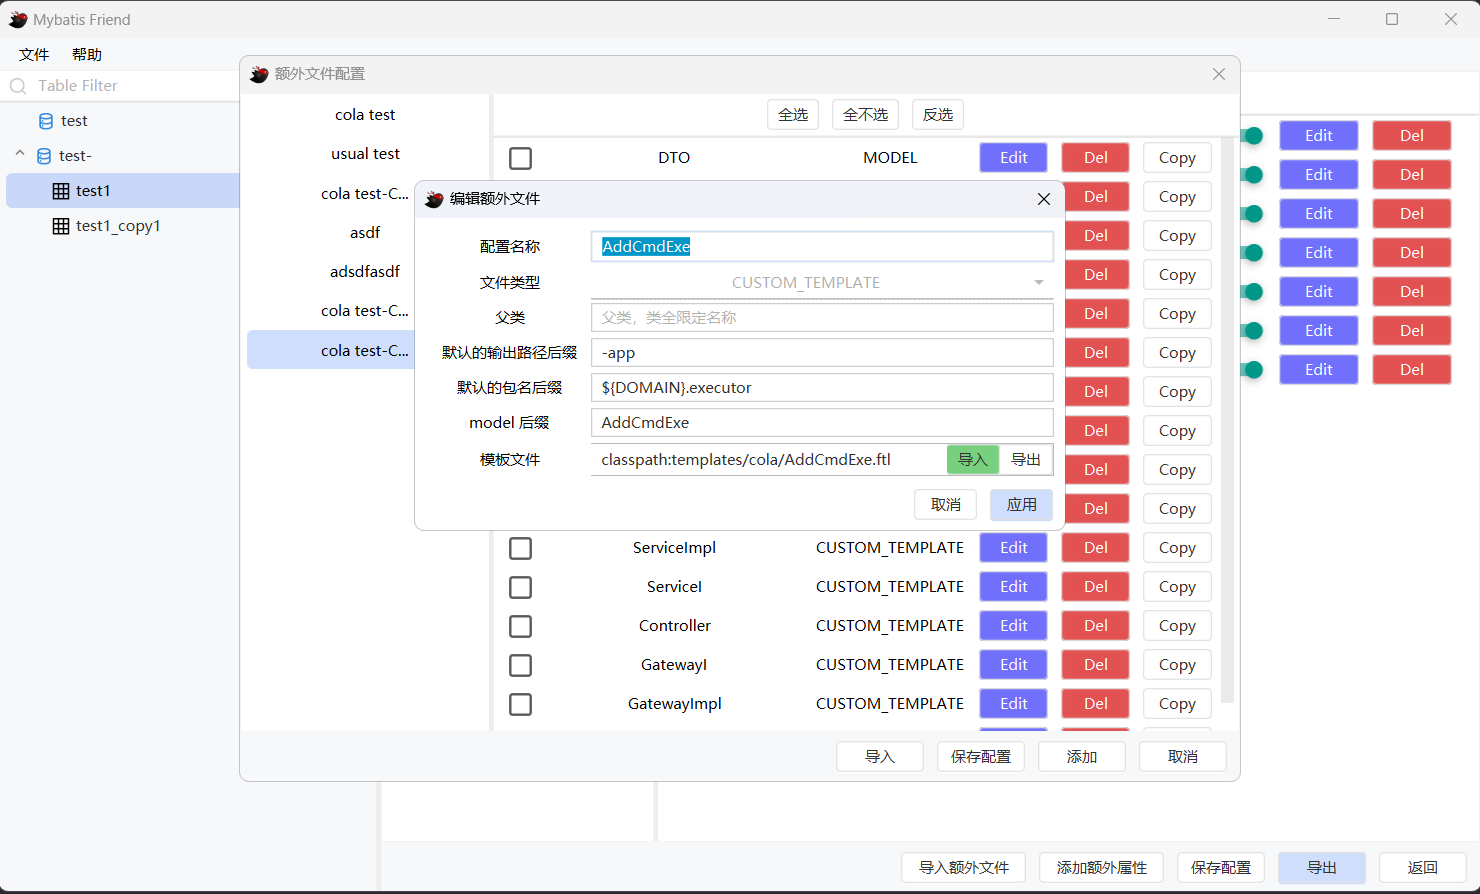 Mybatis Friend
文件 帮助
Table Filter
test
test-
test1
test1_copy1
额外文件配置
cola test
usual test
cola test-C...
asdf
adsdfasdf
cola test-C...
cola test-C...
全选 全不选 反选
DTO MODEL Edit Del Copy
Del Copy
Del Copy
Del Copy
Del Copy
Del Copy
Del Copy
Del Copy
Del Copy
Del Copy
ServiceImpl CUSTOM_TEMPLATE Edit Del Copy
ServiceI CUSTOM_TEMPLATE Edit Del Copy
Controller CUSTOM_TEMPLATE Edit Del Copy
GatewayI CUSTOM_TEMPLATE Edit Del Copy
GatewayImpl CUSTOM_TEMPLATE Edit Del Copy
导入 保存配置 添加 取消
编辑额外文件
配置名称 AddCmdExe
文件类型 CUSTOM_TEMPLATE
父类 父类，类全限定名称
默认的输出路径后缀 -app
默认的包名后缀 ${DOMAIN}.executor
model 后缀 AddCmdExe
模板文件 classpath:templates/cola/AddCmdExe.ftl 导入 导出
取消 应用
Edit Del
Edit Del
Edit Del
Edit Del
Edit Del
Edit Del
Edit Del
导入额外文件 添加额外属性 保存配置 导出 返回